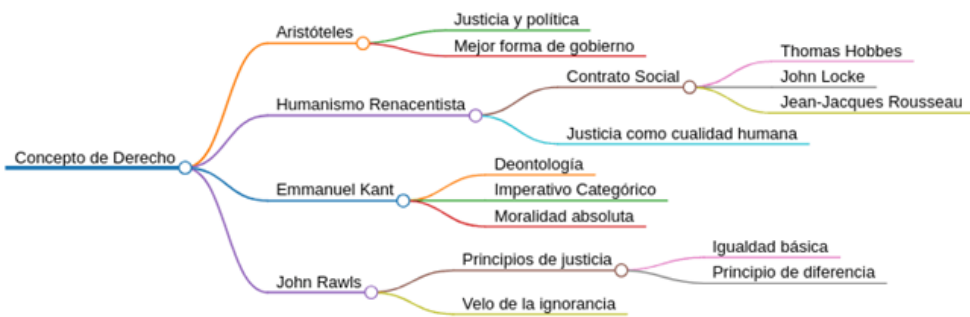 Concepto de Derecho
Aristóteles
Justicia y política
Mejor forma de gobierno
Humanismo Renacentista
Contrato Social
Thomas Hobbes
John Locke
Jean-Jacques Rousseau
Justicia como cualidad humana
Emmanuel Kant
Deontología
Imperativo Categórico
Moralidad absoluta
John Rawls
Principios de justicia
Igualdad básica
Principio de diferencia
Velo de la ignorancia